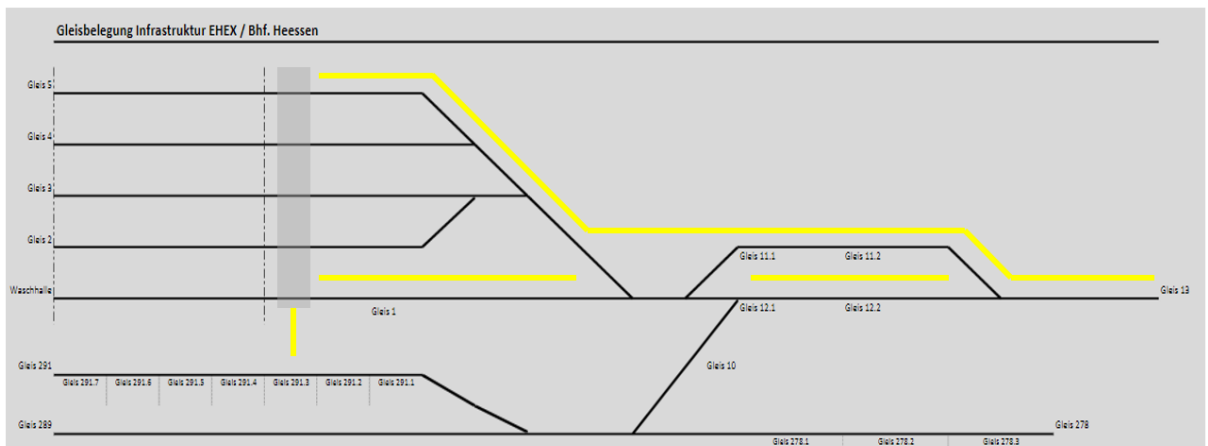 Gleisbelegung Infrastruktur EHEX / Bhf. Heessen
Gleis 5
Gleis 4
Gleis 3
Gleis 2
Gleis 11.1 Gleis 11.2
Waschhalle
Gleis 13
Gleis 1
Gleis 12.1 Gleis 12.2
Gleis 291
Gleis 10
Gleis 291.7 Gleis 291.6 Gleis 291.5 Gleis 291.4 Gleis 291.3 Gleis 291.2 Gleis 291.1
Gleis 289
Gleis 278
Gleis 278.1 Gleis 278.2 Gleis 278.3